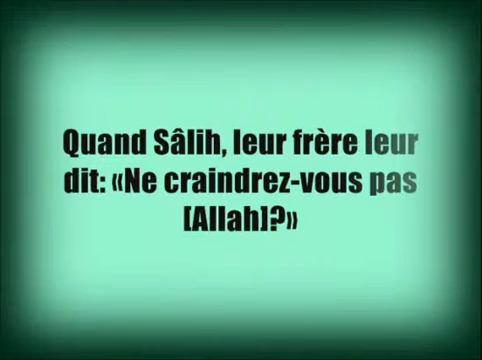 Quand Sâlih, leur frère leur
dit: «Ne craindrez-vous pas
[Allah]?»